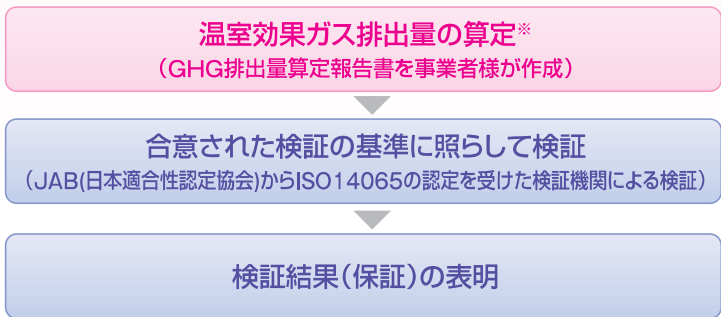 温室効果ガス排出量の算定※
（GHG排出量算定報告書を事業者様が作成）
合意された検証の基準に照らして検証
（JAB(日本適合性認定協会)からISO14065の認定を受けた検証機関による検証）
検証結果（保証）の表明